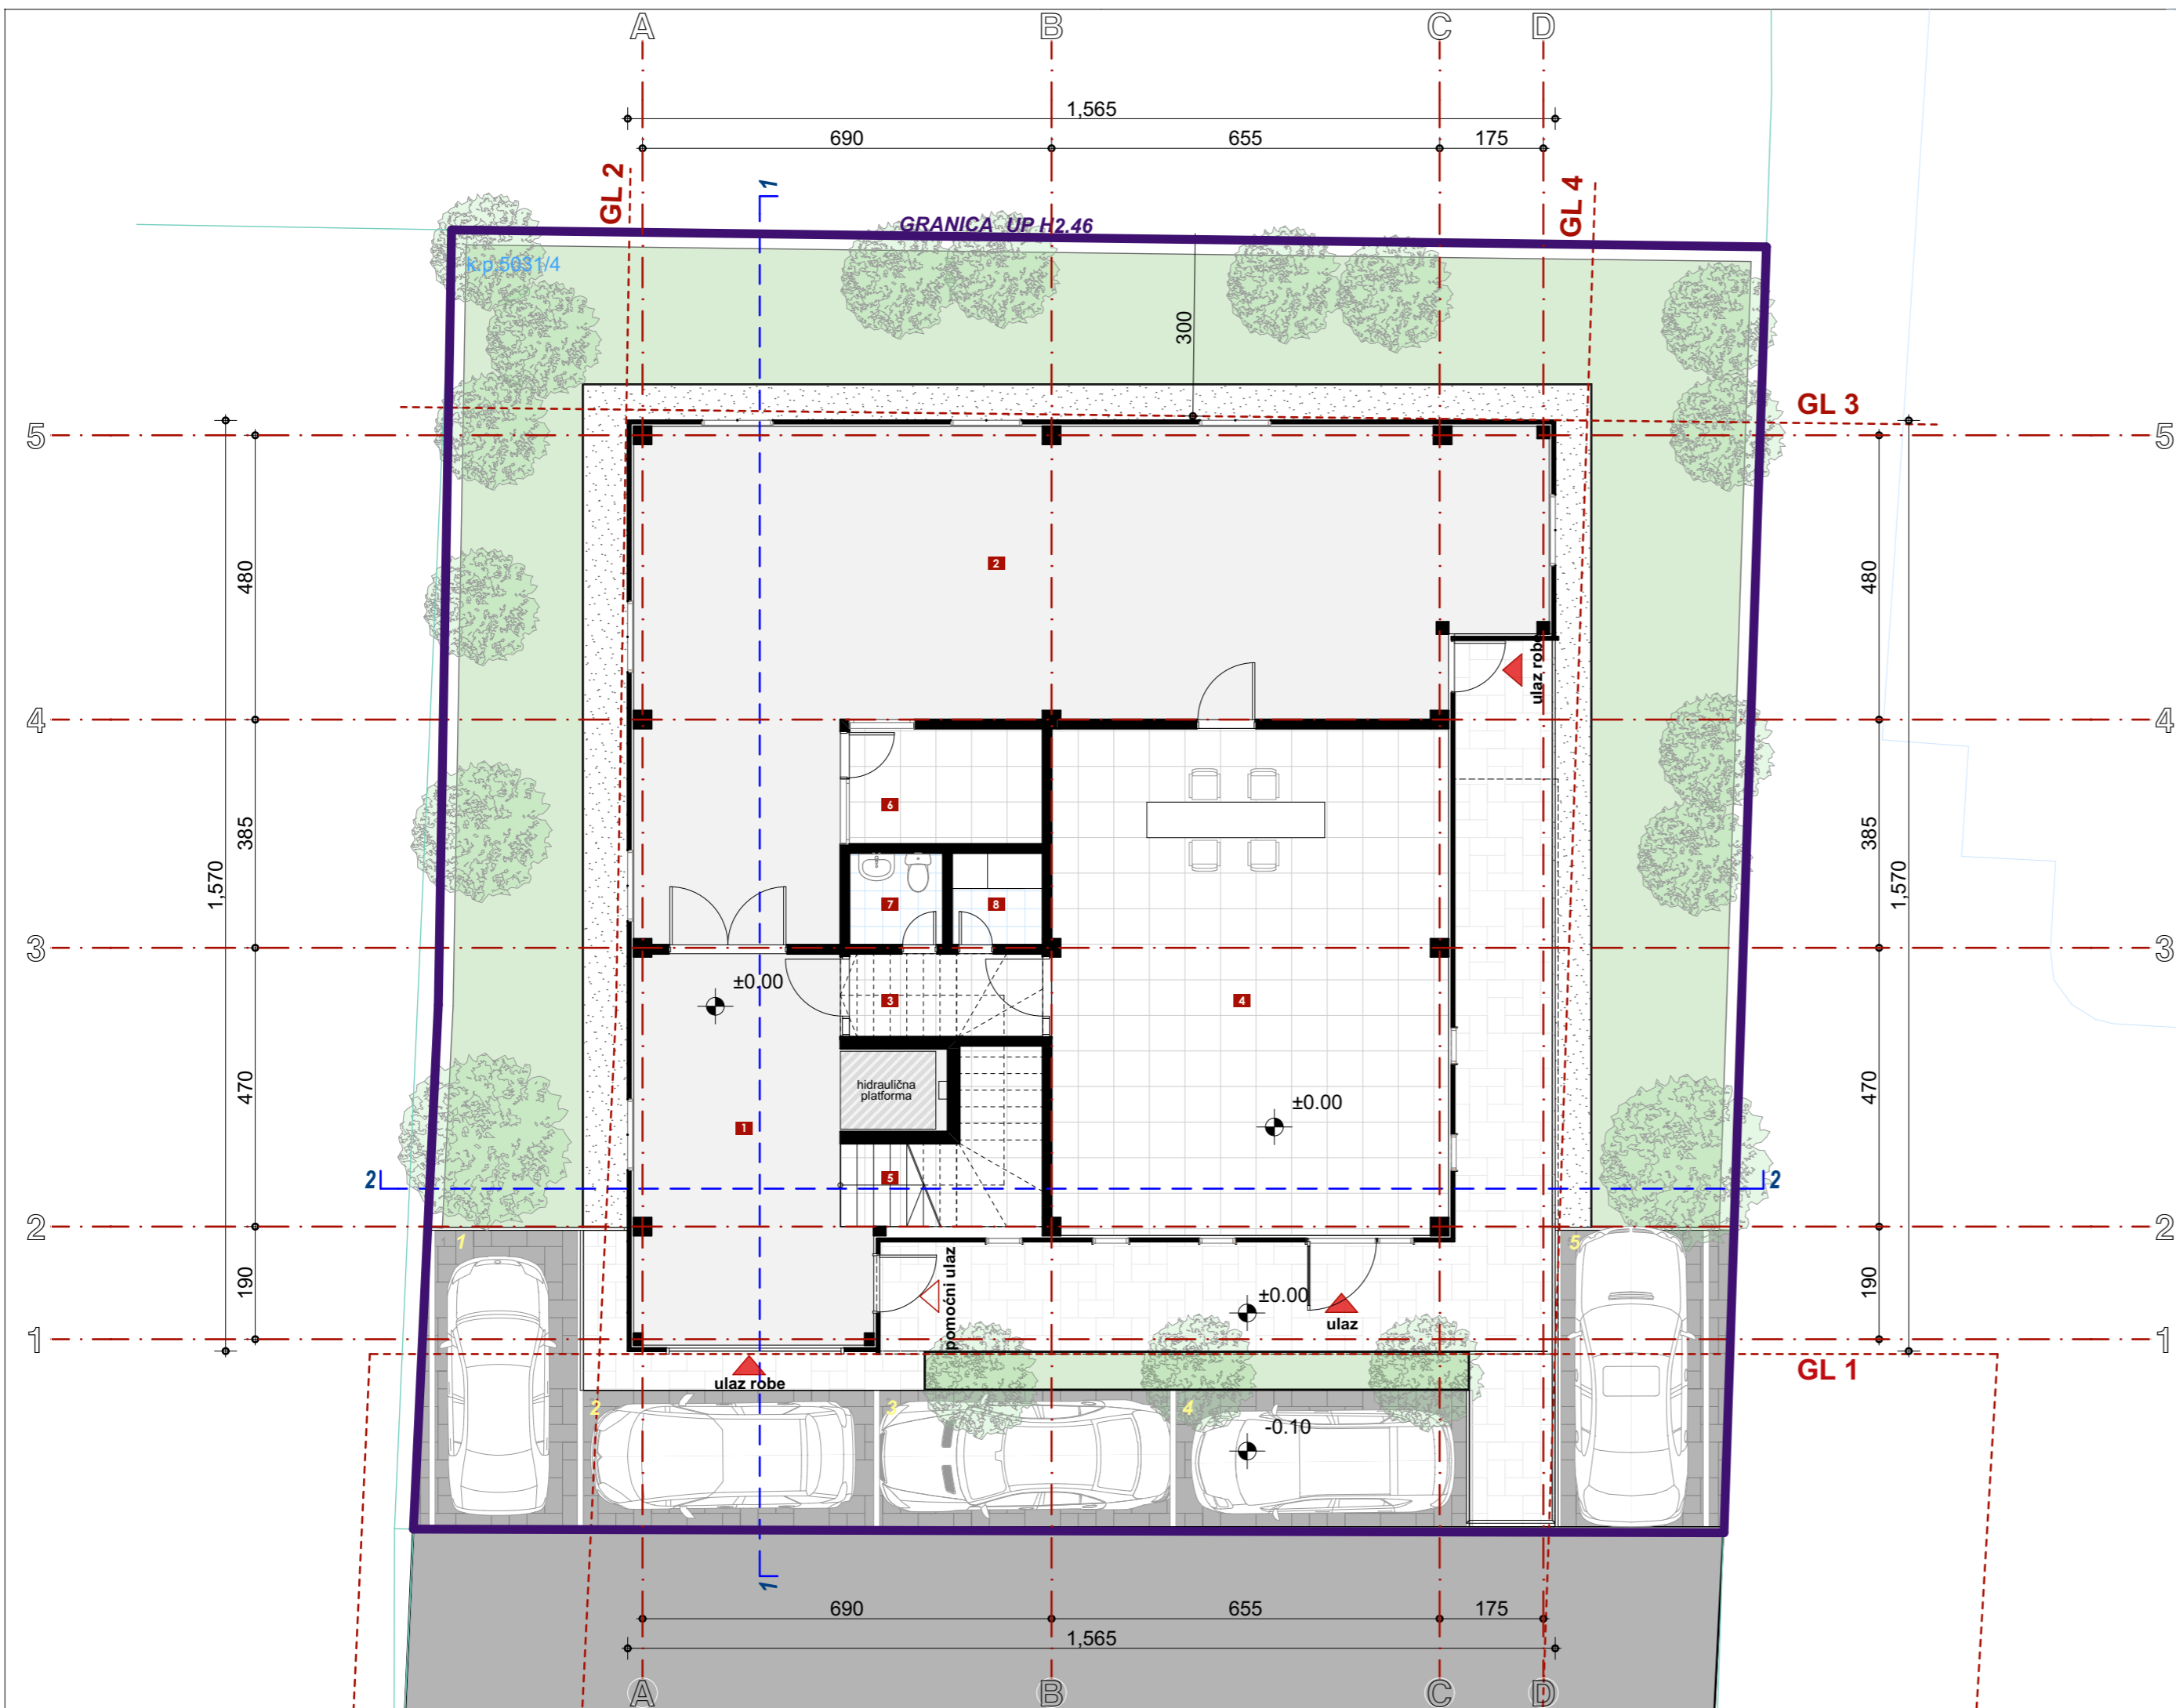 A B C D
1,565
690 655 175
GL 2
GL 4
1
GRANICA UP H2.46
k.p.5031/4
300
GL 3
5 5
480 480
2
ulaz robe
4 4
6
385 385
1,570 1,570
7 8
3 3
±0.00
3 4
hidraulična
platforma
470 470
±0.00
1
5
2 2
2 2
1 5
pomoćni ulaz
190 190
±0.00
ulaz
1 1
GL 1
ulaz robe
2 3 4
-0.10
1
690 655 175
1,565
A B C D